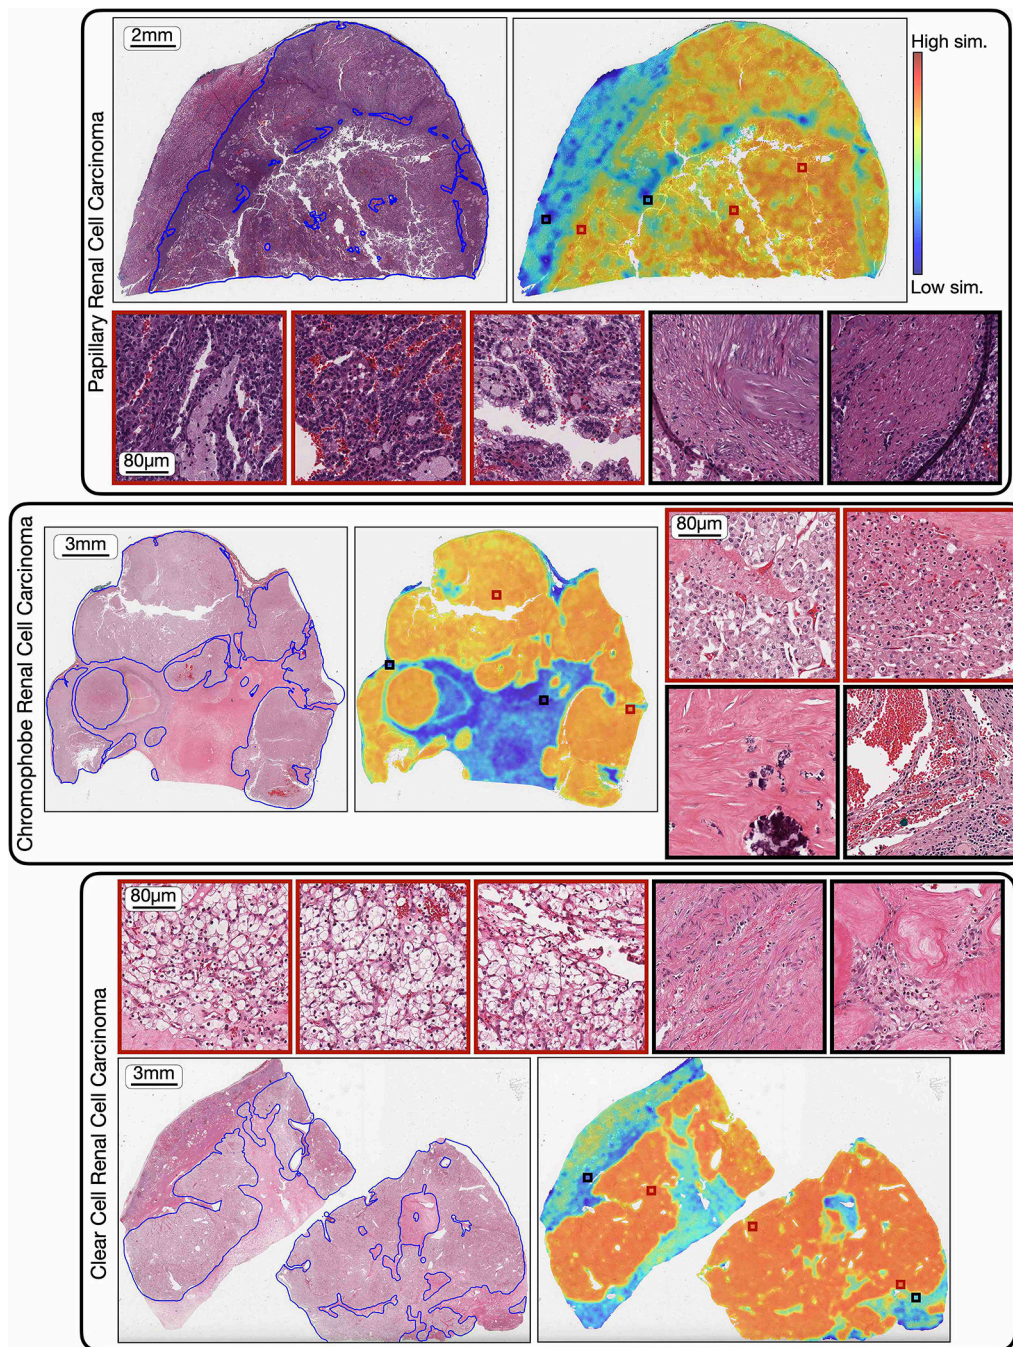 2mm
High sim.
Low sim.
Papillary Renal Cell Carcinoma
80µm
3mm
80µm
Chromophobe Renal Cell Carcinoma
80µm
3mm
Clear Cell Renal Cell Carcinoma